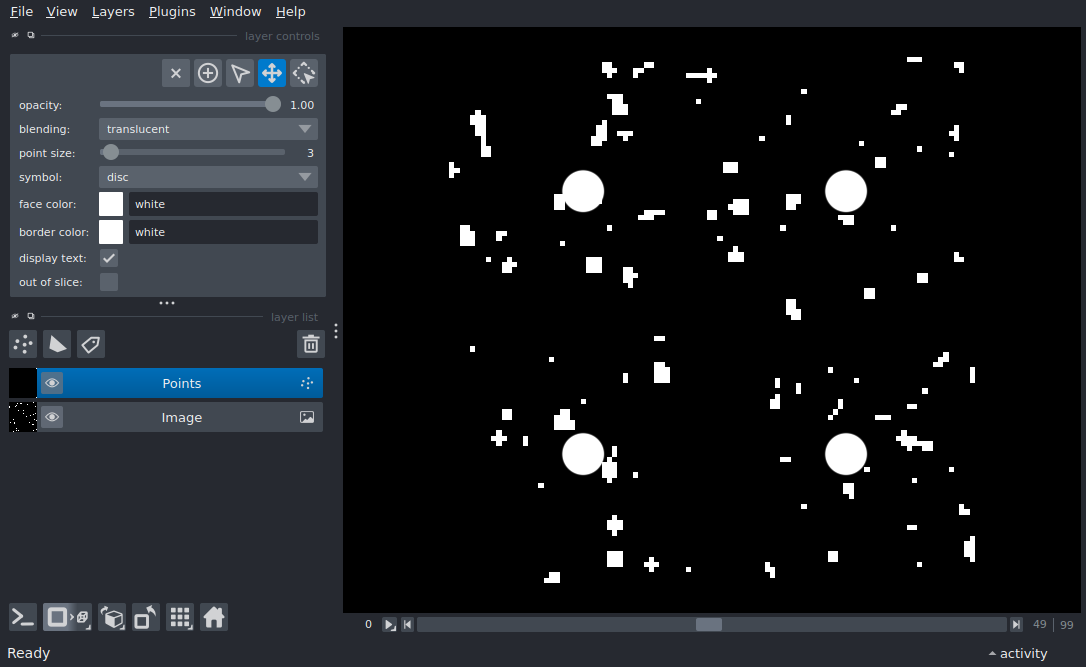 File View Layers Plugins Window Help
layer controls
opacity: 1.00
blending: translucent
point size: 3
symbol: disc
face color: white
border color: white
display text:
out of slice:
layer list
Points
Image
0 49 99
Ready activity